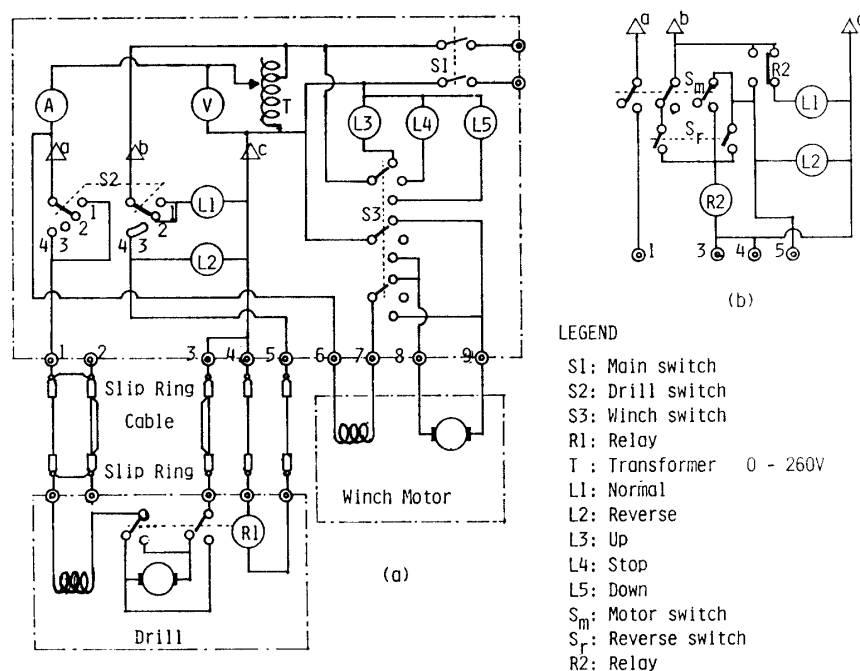 S1
A
V
T
L3
L4
L5
a
b
c
S2
1
2
3
4
1
2
3
4
L1
L2
S3
1
2
3
4
5
6
7
8
9
Slip Ring
Cable
Slip Ring
R1
Drill
Winch Motor
(a)
a
b
c
Sm
R2
L1
Sr
L2
R2
1
3
4
5
(b)
LEGEND
S1: Main switch
S2: Drill switch
S3: Winch switch
R1: Relay
T : Transformer 0 - 260V
L1: Normal
L2: Reverse
L3: Up
L4: Stop
L5: Down
Sm: Motor switch
Sr: Reverse switch
R2: Relay